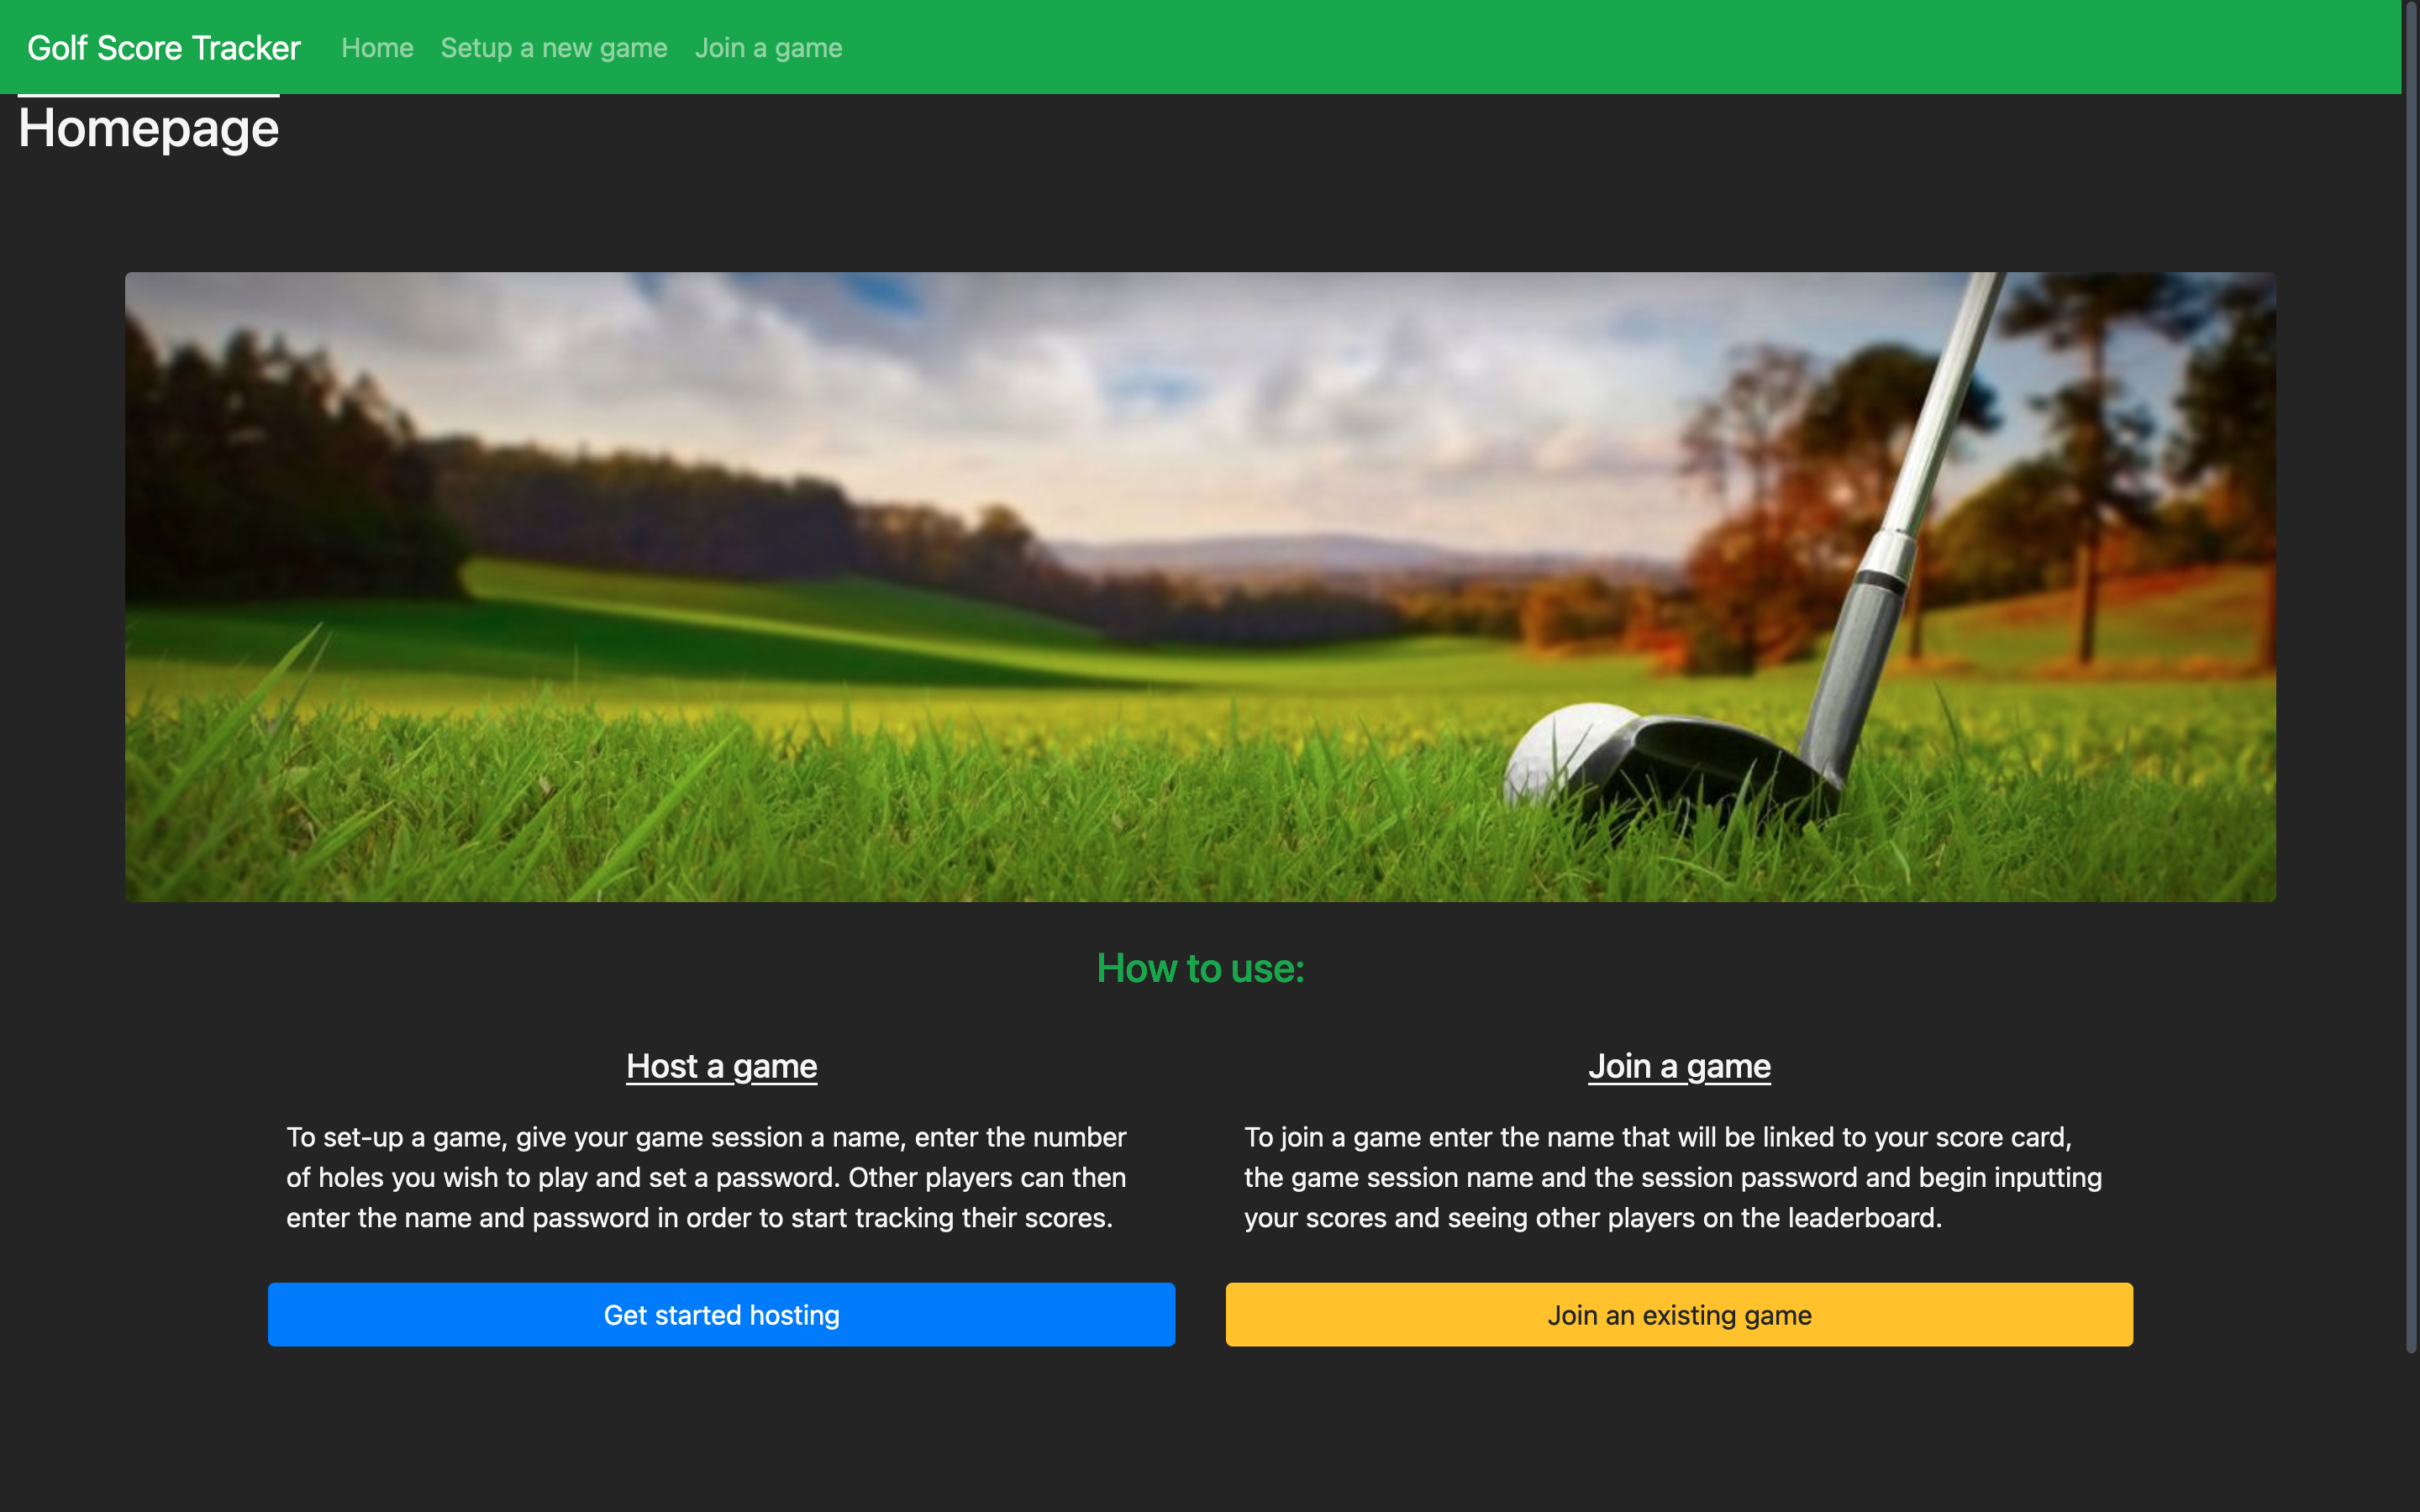 Golf Score Tracker Home Setup a new game Join a game
Homepage
How to use:
Host a game
To set-up a game, give your game session a name, enter the number
of holes you wish to play and set a password. Other players can then
enter the name and password in order to start tracking their scores.
Get started hosting
Join a game
To join a game enter the name that will be linked to your score card,
the game session name and the session password and begin inputting
your scores and seeing other players on the leaderboard.
Join an existing game